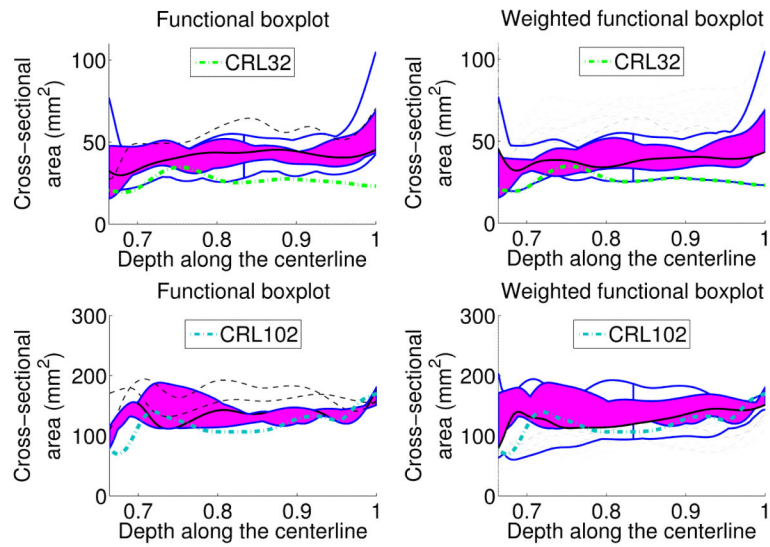 Functional boxplot
Weighted functional boxplot
Cross−sectional
area (mm²)
100
50
0
CRL32
0.7 0.8 0.9 1
Depth along the centerline
Cross−sectional
area (mm²)
100
50
0
CRL32
0.7 0.8 0.9 1
Depth along the centerline
Functional boxplot
Weighted functional boxplot
Cross−sectional
area (mm²)
300
200
100
0
CRL102
0.7 0.8 0.9 1
Depth along the centerline
Cross−sectional
area (mm²)
300
200
100
0
CRL102
0.7 0.8 0.9 1
Depth along the centerline